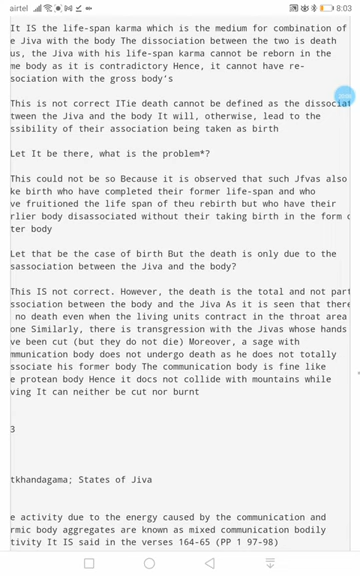 airtel 8:03
It IS the life-span karma which is the medium for combination of
e Jiva with the body The dissociation between the two is death
us, the Jiva with his life-span karma cannot be reborn in the
me body as it is contradictory Hence, it cannot have re-
sociation with the gross body's
This is not correct ITie death cannot be defined as the dissociat
tween the Jiva and the body It will, otherwise, lead to the
ssibility of their association being taken as birth
Let It be there, what is the problem*?
This could not be so Because it is observed that such Jfvas also
ke birth who have completed their former life-span and who
ve fruitioned the life span of theu rebirth but who have their
rlier body disassociated without their taking birth in the form o
ter body
Let that be the case of birth But the death is only due to the
sassociation between the Jiva and the body?
This IS not correct. However, the death is the total and not part
ssociation between the body and the Jiva As it is seen that there
no death even when the living units contract in the throat area
one Similarly, there is transgression with the Jivas whose hands
ve been cut (but they do not die) Moreover, a sage with
mmunication body does not undergo death as he does not totally
ssociate his former body The communication body is fine like
e protean body Hence it docs not collide with mountains while
ving It can neither be cut nor burnt
3
tkhandagama; States of Jiva
e activity due to the energy caused by the communication and
rmic body aggregates are known as mixed communication bodily
tivity It IS said in the verses 164-65 (PP 1 97-98)